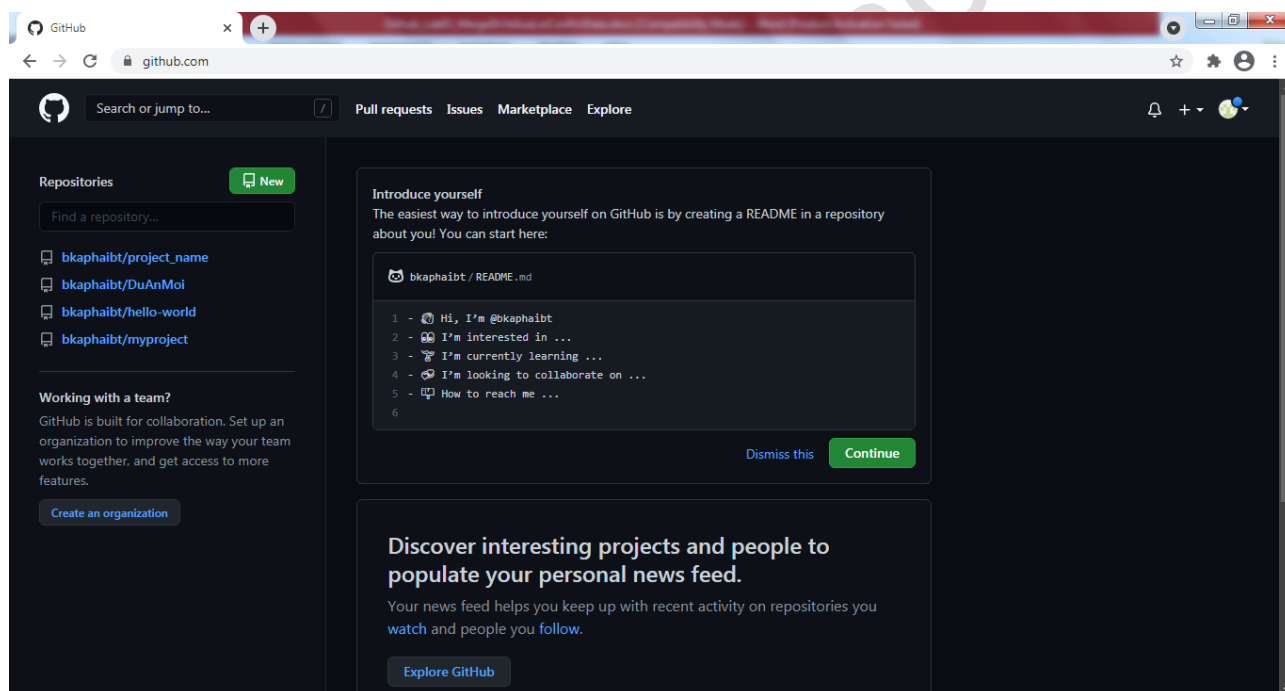 GitHub
github.com
Search or jump to...
/
Pull requests Issues Marketplace Explore
Repositories
New
Find a repository...
bkaphaibt/project_name
bkaphaibt/DuAnMoi
bkaphaibt/hello-world
bkaphaibt/myproject
Working with a team?
GitHub is built for collaboration. Set up an
organization to improve the way your team
works together, and get access to more
features.
Create an organization
Introduce yourself
The easiest way to introduce yourself on GitHub is by creating a README in a repository
about you! You can start here:
bkaphaibt/README.md
1 - 👋 Hi, I’m @bkaphaibt
2 - 👀 I’m interested in ...
3 - 🌱 I’m currently learning ...
4 - 💞️ I’m looking to collaborate on ...
5 - 📫 How to reach me ...
6
Dismiss this
Continue
Discover interesting projects and people to
populate your personal news feed.
Your news feed helps you keep up with recent activity on repositories you
watch and people you follow.
Explore GitHub